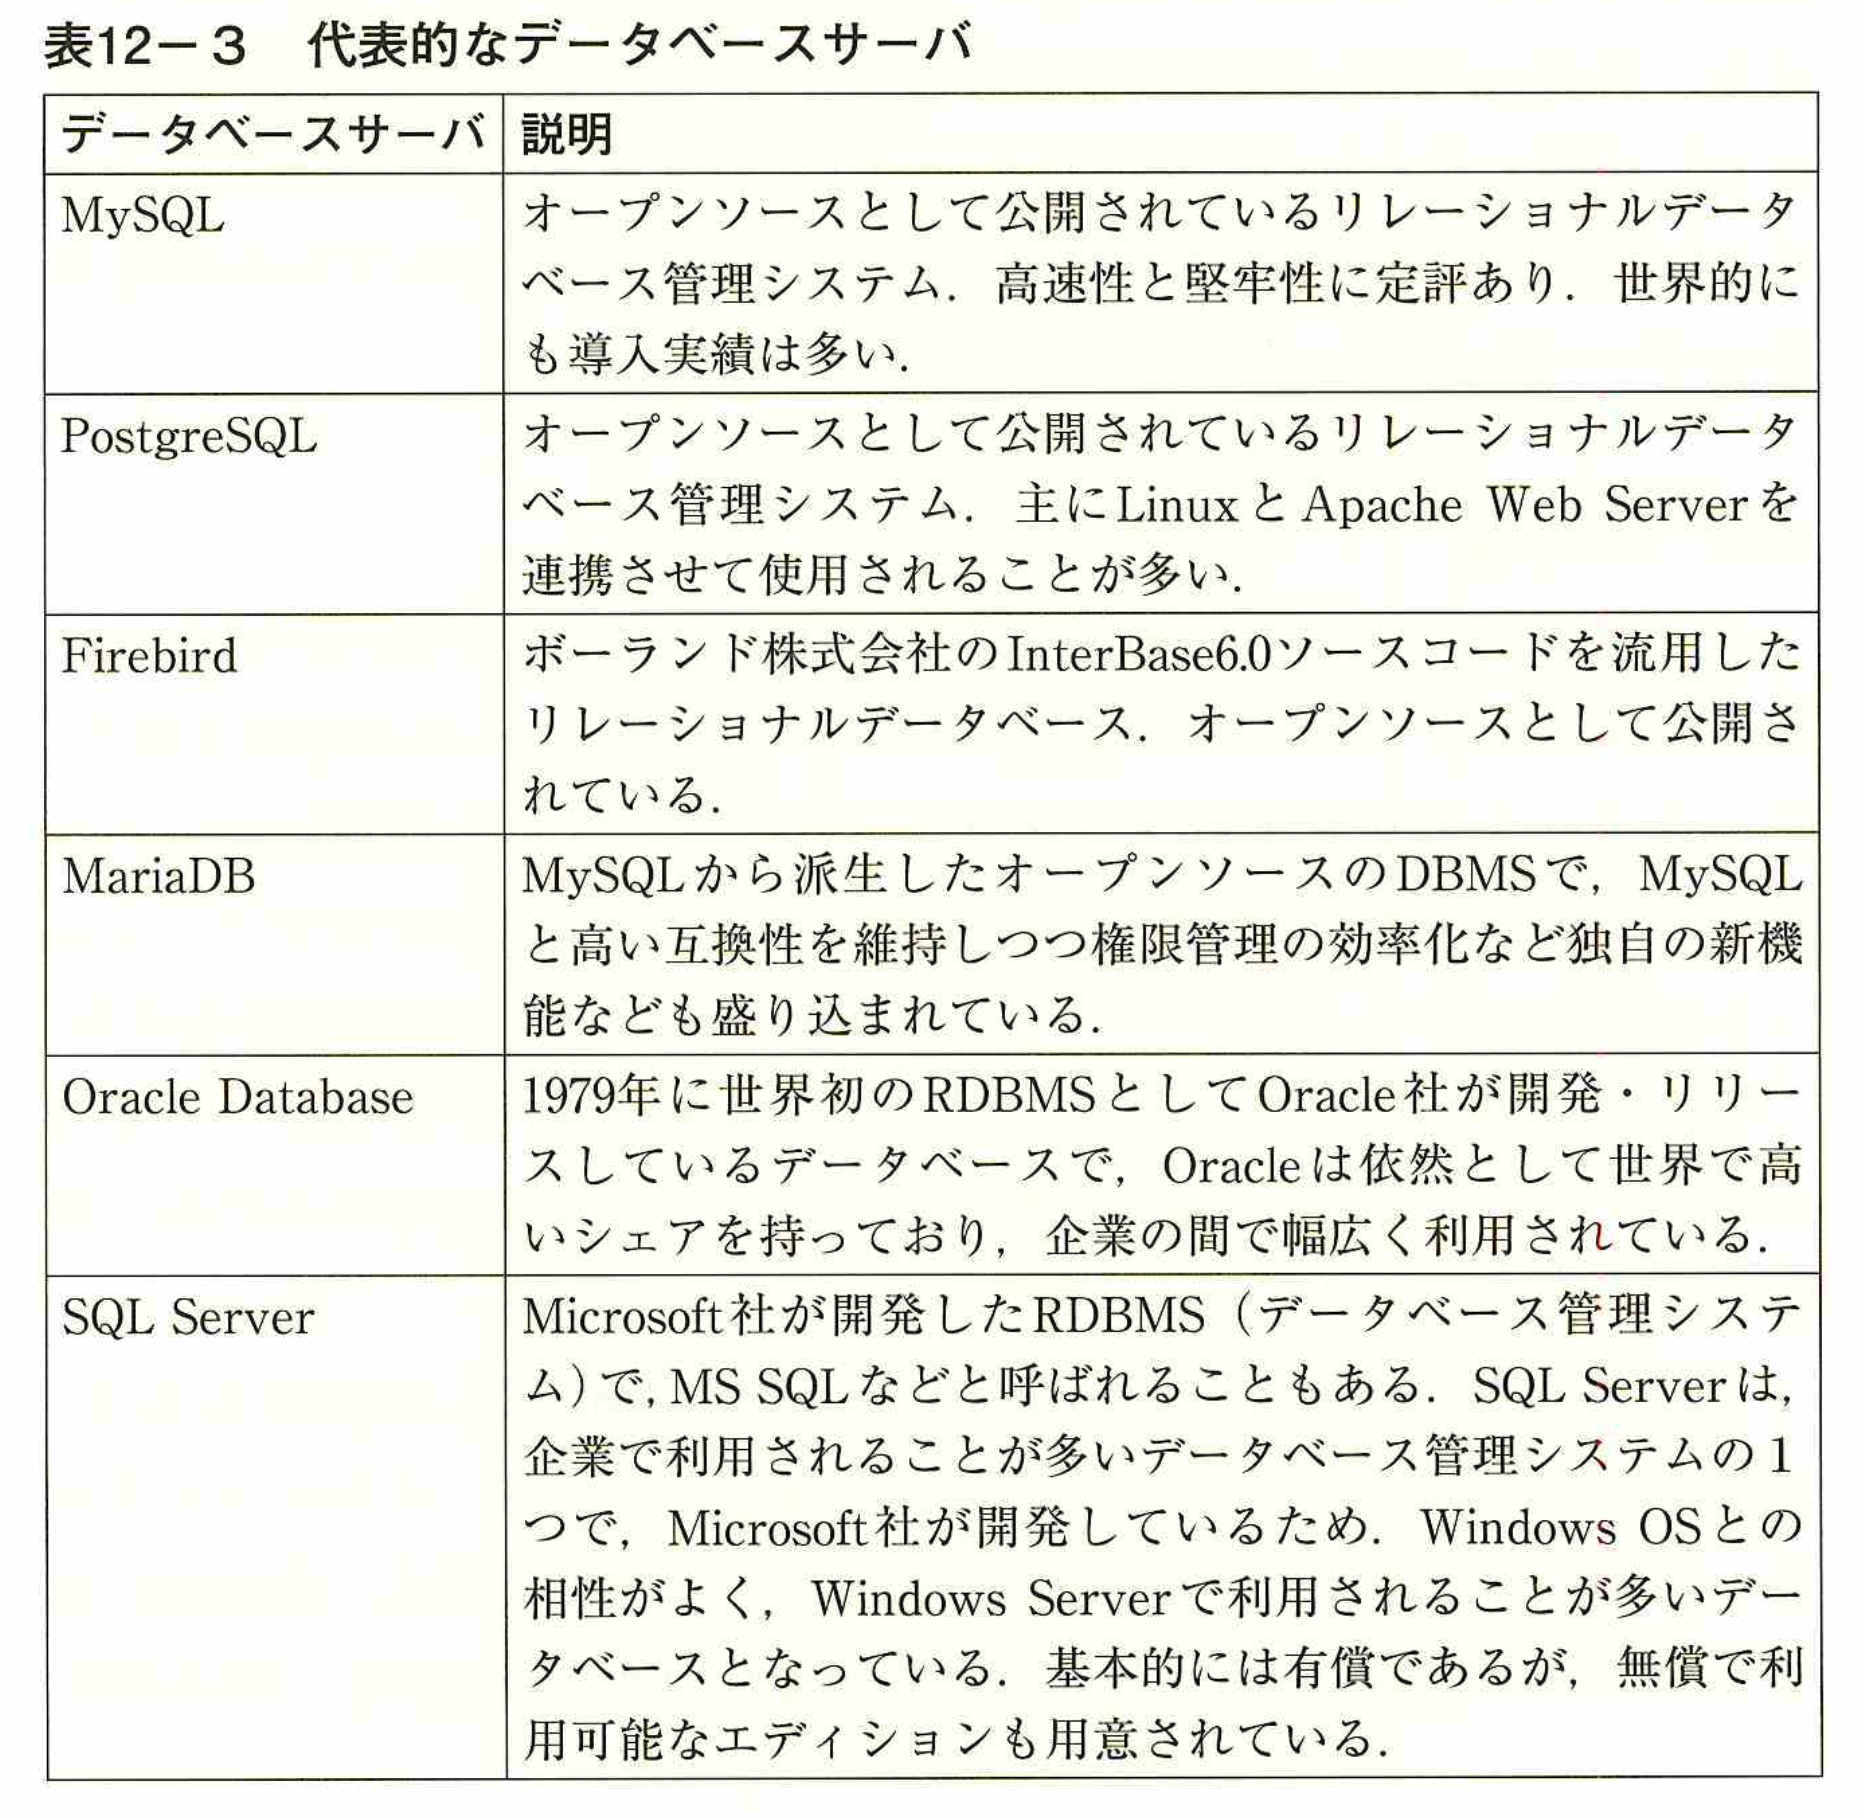 表12－3　代表的なデータベースサーバ
データベースサーバ
説明
MySQL
オープンソースとして公開されているリレーショナルデータ
ベース管理システム．高速性と堅牢性に定評あり．世界的に
も導入実績は多い．
PostgreSQL
オープンソースとして公開されているリレーショナルデータ
ベース管理システム．主にLinuxとApache Web Serverを
連携させて使用されることが多い．
Firebird
ボーランド株式会社のInterBase6.0ソースコードを流用した
リレーショナルデータベース．オープンソースとして公開さ
れている．
MariaDB
MySQLから派生したオープンソースのDBMSで，MySQL
と高い互換性を維持しつつ権限管理の効率化など独自の新機
能なども盛り込まれている．
Oracle Database
1979年に世界初のRDBMSとしてOracle社が開発・リリー
スしているデータベースで，Oracleは依然として世界で高
いシェアを持っており，企業の間で幅広く利用されている．
SQL Server
Microsoft社が開発したRDBMS（データベース管理システ
ム）で，MS SQLなどと呼ばれることもある．SQL Serverは，
企業で利用されることが多いデータベース管理システムの1
つで，Microsoft社が開発しているため．Windows OSとの
相性がよく，Windows Serverで利用されることが多いデー
タベースとなっている．基本的には有償であるが，無償で利
用可能なエディションも用意されている．